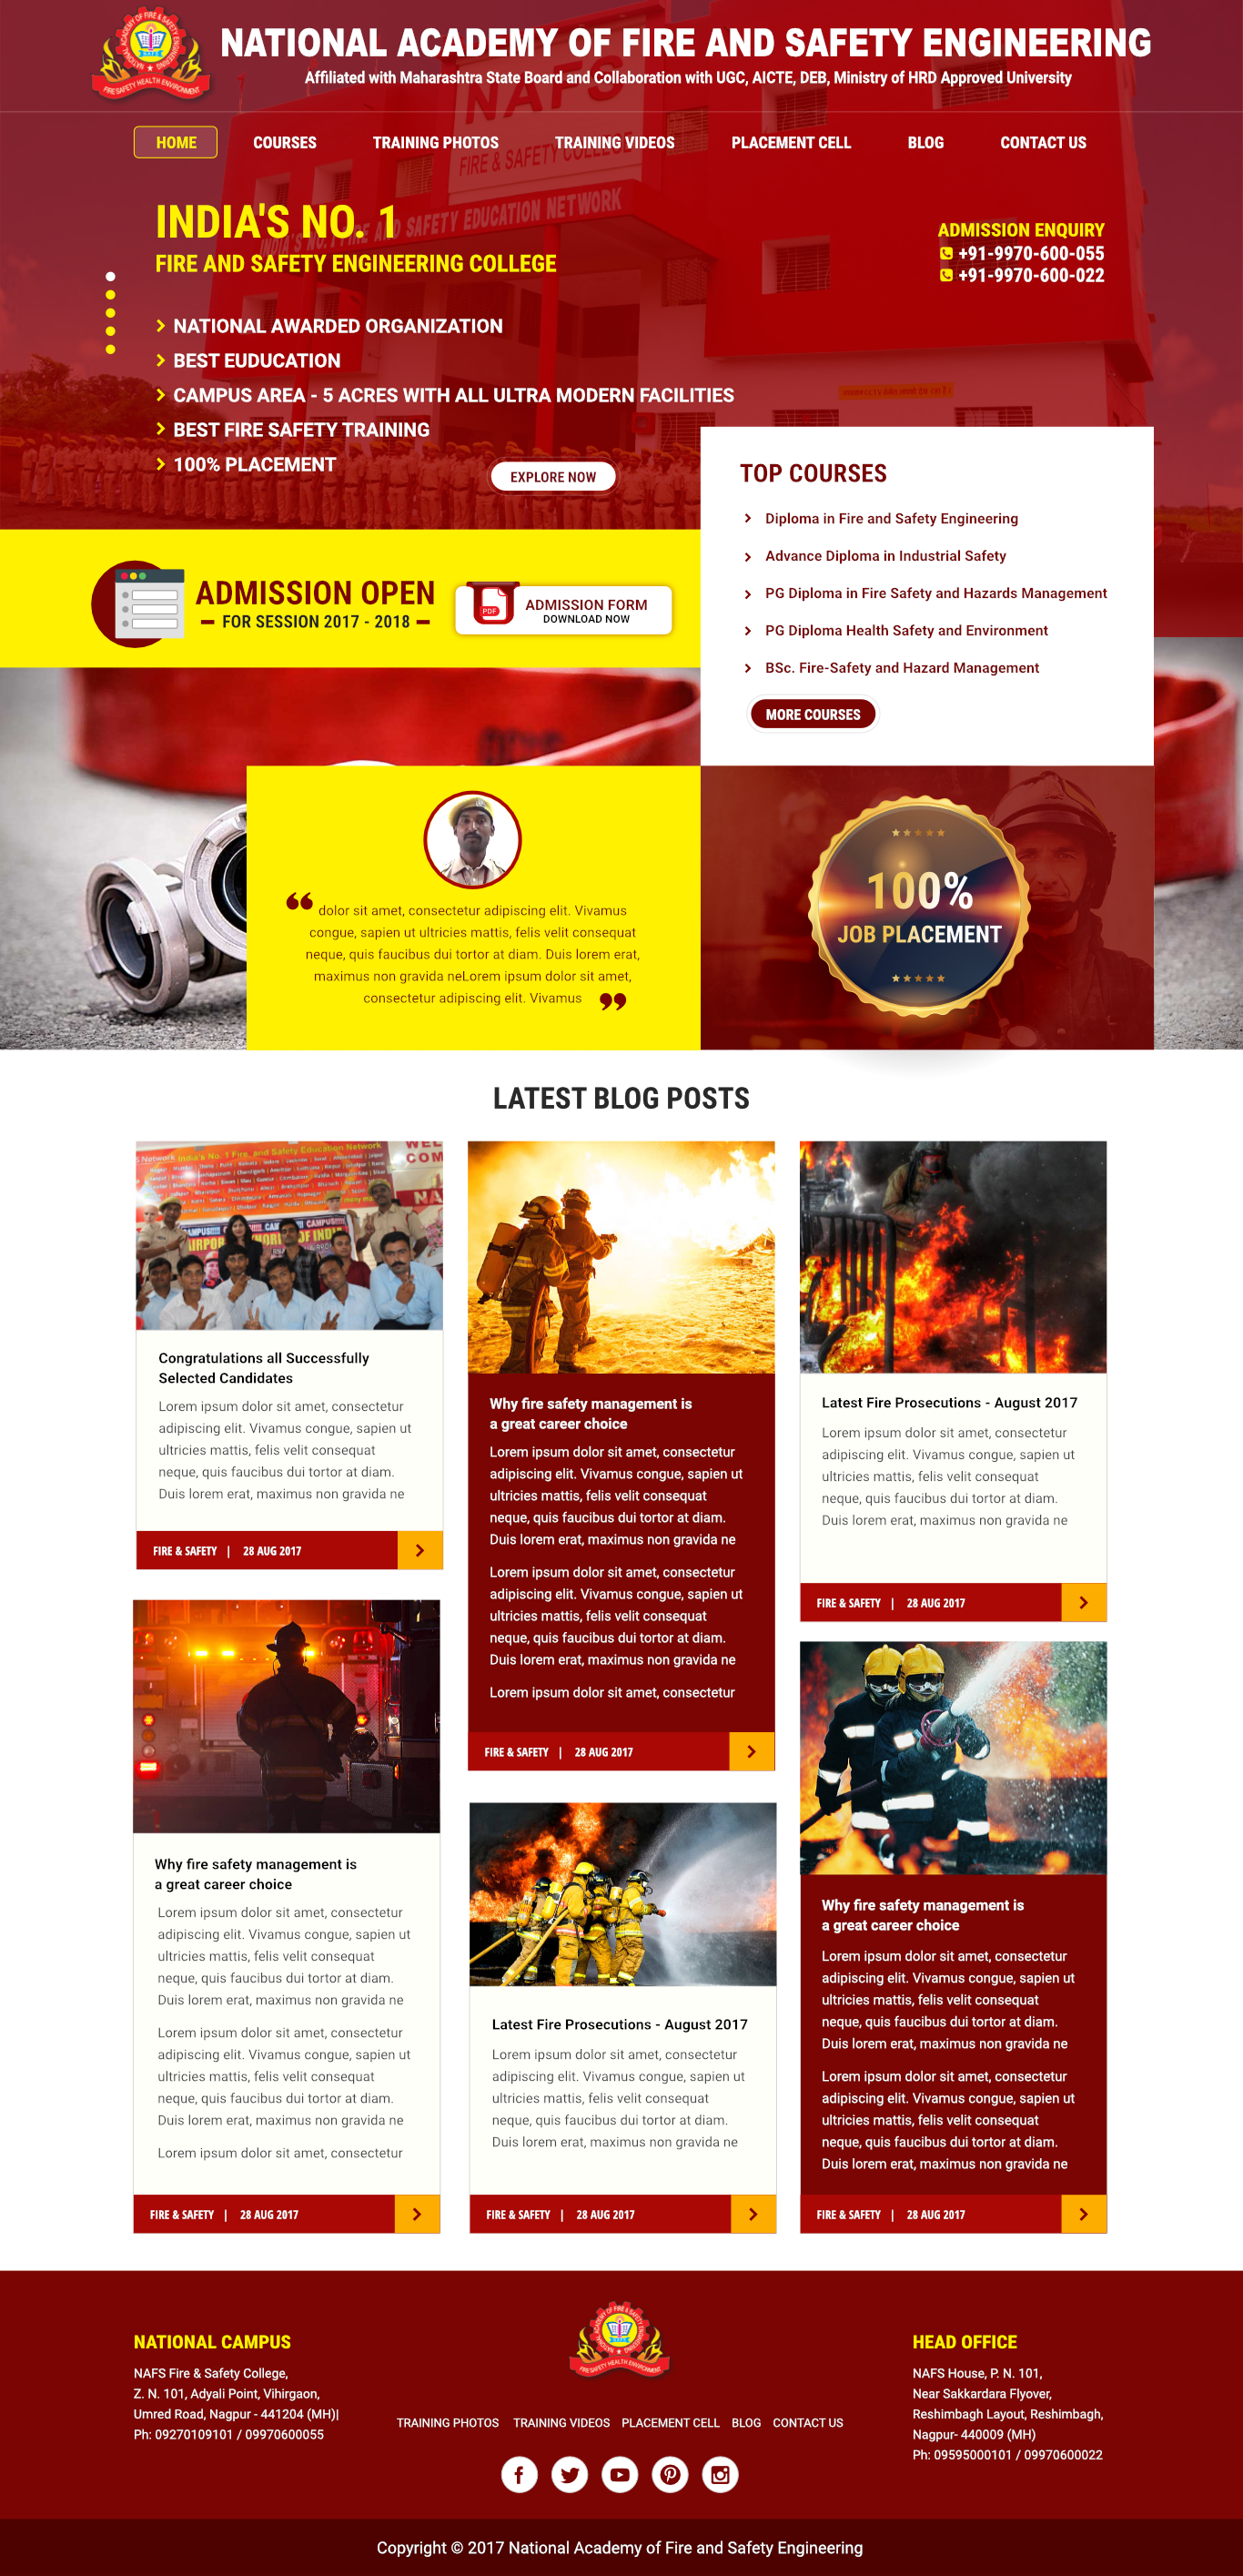 NATIONAL ACADEMY OF FIRE AND SAFETY ENGINEERING
Affiliated with Maharashtra State Board and Collaboration with UGC, AICTE, DEB, Ministry of HRD Approved University
NAFS
FIRE & SAFETY COLLEGE
INDIA'S NO. 1 FIRE AND SAFETY EDUCATION NETWORK
HOME
COURSES
TRAINING PHOTOS
TRAINING VIDEOS
PLACEMENT CELL
BLOG
CONTACT US
INDIA'S NO. 1
FIRE AND SAFETY ENGINEERING COLLEGE
ADMISSION ENQUIRY
+91-9970-600-055
+91-9970-600-022
NATIONAL AWARDED ORGANIZATION
BEST EUDUCATION
CAMPUS AREA - 5 ACRES WITH ALL ULTRA MODERN FACILITIES
BEST FIRE SAFETY TRAINING
100% PLACEMENT
EXPLORE NOW
TOP COURSES
Diploma in Fire and Safety Engineering
Advance Diploma in Industrial Safety
PG Diploma in Fire Safety and Hazards Management
PG Diploma Health Safety and Environment
BSc. Fire-Safety and Hazard Management
MORE COURSES
ADMISSION OPEN
FOR SESSION 2017 - 2018
PDF
ADMISSION FORM
DOWNLOAD NOW
“ dolor sit amet, consectetur adipiscing elit. Vivamus
congue, sapien ut ultricies mattis, felis velit consequat
neque, quis faucibus dui tortor at diam. Duis lorem erat,
maximus non gravida neLorem ipsum dolor sit amet,
consectetur adipiscing elit. Vivamus ”
100%
JOB PLACEMENT
LATEST BLOG POSTS
Congratulations all Successfully
Selected Candidates
Lorem ipsum dolor sit amet, consectetur
adipiscing elit. Vivamus congue, sapien ut
ultricies mattis, felis velit consequat
neque, quis faucibus dui tortor at diam.
Duis lorem erat, maximus non gravida ne
FIRE & SAFETY | 28 AUG 2017
Why fire safety management is
a great career choice
Lorem ipsum dolor sit amet, consectetur
adipiscing elit. Vivamus congue, sapien ut
ultricies mattis, felis velit consequat
neque, quis faucibus dui tortor at diam.
Duis lorem erat, maximus non gravida ne
Lorem ipsum dolor sit amet, consectetur
adipiscing elit. Vivamus congue, sapien ut
ultricies mattis, felis velit consequat
neque, quis faucibus dui tortor at diam.
Duis lorem erat, maximus non gravida ne
Lorem ipsum dolor sit amet, consectetur
FIRE & SAFETY | 28 AUG 2017
Latest Fire Prosecutions - August 2017
Lorem ipsum dolor sit amet, consectetur
adipiscing elit. Vivamus congue, sapien ut
ultricies mattis, felis velit consequat
neque, quis faucibus dui tortor at diam.
Duis lorem erat, maximus non gravida ne
FIRE & SAFETY | 28 AUG 2017
Why fire safety management is
a great career choice
Lorem ipsum dolor sit amet, consectetur
adipiscing elit. Vivamus congue, sapien ut
ultricies mattis, felis velit consequat
neque, quis faucibus dui tortor at diam.
Duis lorem erat, maximus non gravida ne
Lorem ipsum dolor sit amet, consectetur
adipiscing elit. Vivamus congue, sapien ut
ultricies mattis, felis velit consequat
neque, quis faucibus dui tortor at diam.
Duis lorem erat, maximus non gravida ne
Lorem ipsum dolor sit amet, consectetur
FIRE & SAFETY | 28 AUG 2017
Latest Fire Prosecutions - August 2017
Lorem ipsum dolor sit amet, consectetur
adipiscing elit. Vivamus congue, sapien ut
ultricies mattis, felis velit consequat
neque, quis faucibus dui tortor at diam.
Duis lorem erat, maximus non gravida ne
FIRE & SAFETY | 28 AUG 2017
Why fire safety management is
a great career choice
Lorem ipsum dolor sit amet, consectetur
adipiscing elit. Vivamus congue, sapien ut
ultricies mattis, felis velit consequat
neque, quis faucibus dui tortor at diam.
Duis lorem erat, maximus non gravida ne
Lorem ipsum dolor sit amet, consectetur
adipiscing elit. Vivamus congue, sapien ut
ultricies mattis, felis velit consequat
neque, quis faucibus dui tortor at diam.
Duis lorem erat, maximus non gravida ne
FIRE & SAFETY | 28 AUG 2017
NATIONAL CAMPUS
NAFS Fire & Safety College,
Z. N. 101, Adyali Point, Vihirgaon,
Umred Road, Nagpur - 441204 (MH)|
Ph: 09270109101 / 09970600055
TRAINING PHOTOS TRAINING VIDEOS PLACEMENT CELL BLOG CONTACT US
HEAD OFFICE
NAFS House, P. N. 101,
Near Sakkardara Flyover,
Reshimbagh Layout, Reshimbagh,
Nagpur- 440009 (MH)
Ph: 09595000101 / 09970600022
Copyright © 2017 National Academy of Fire and Safety Engineering